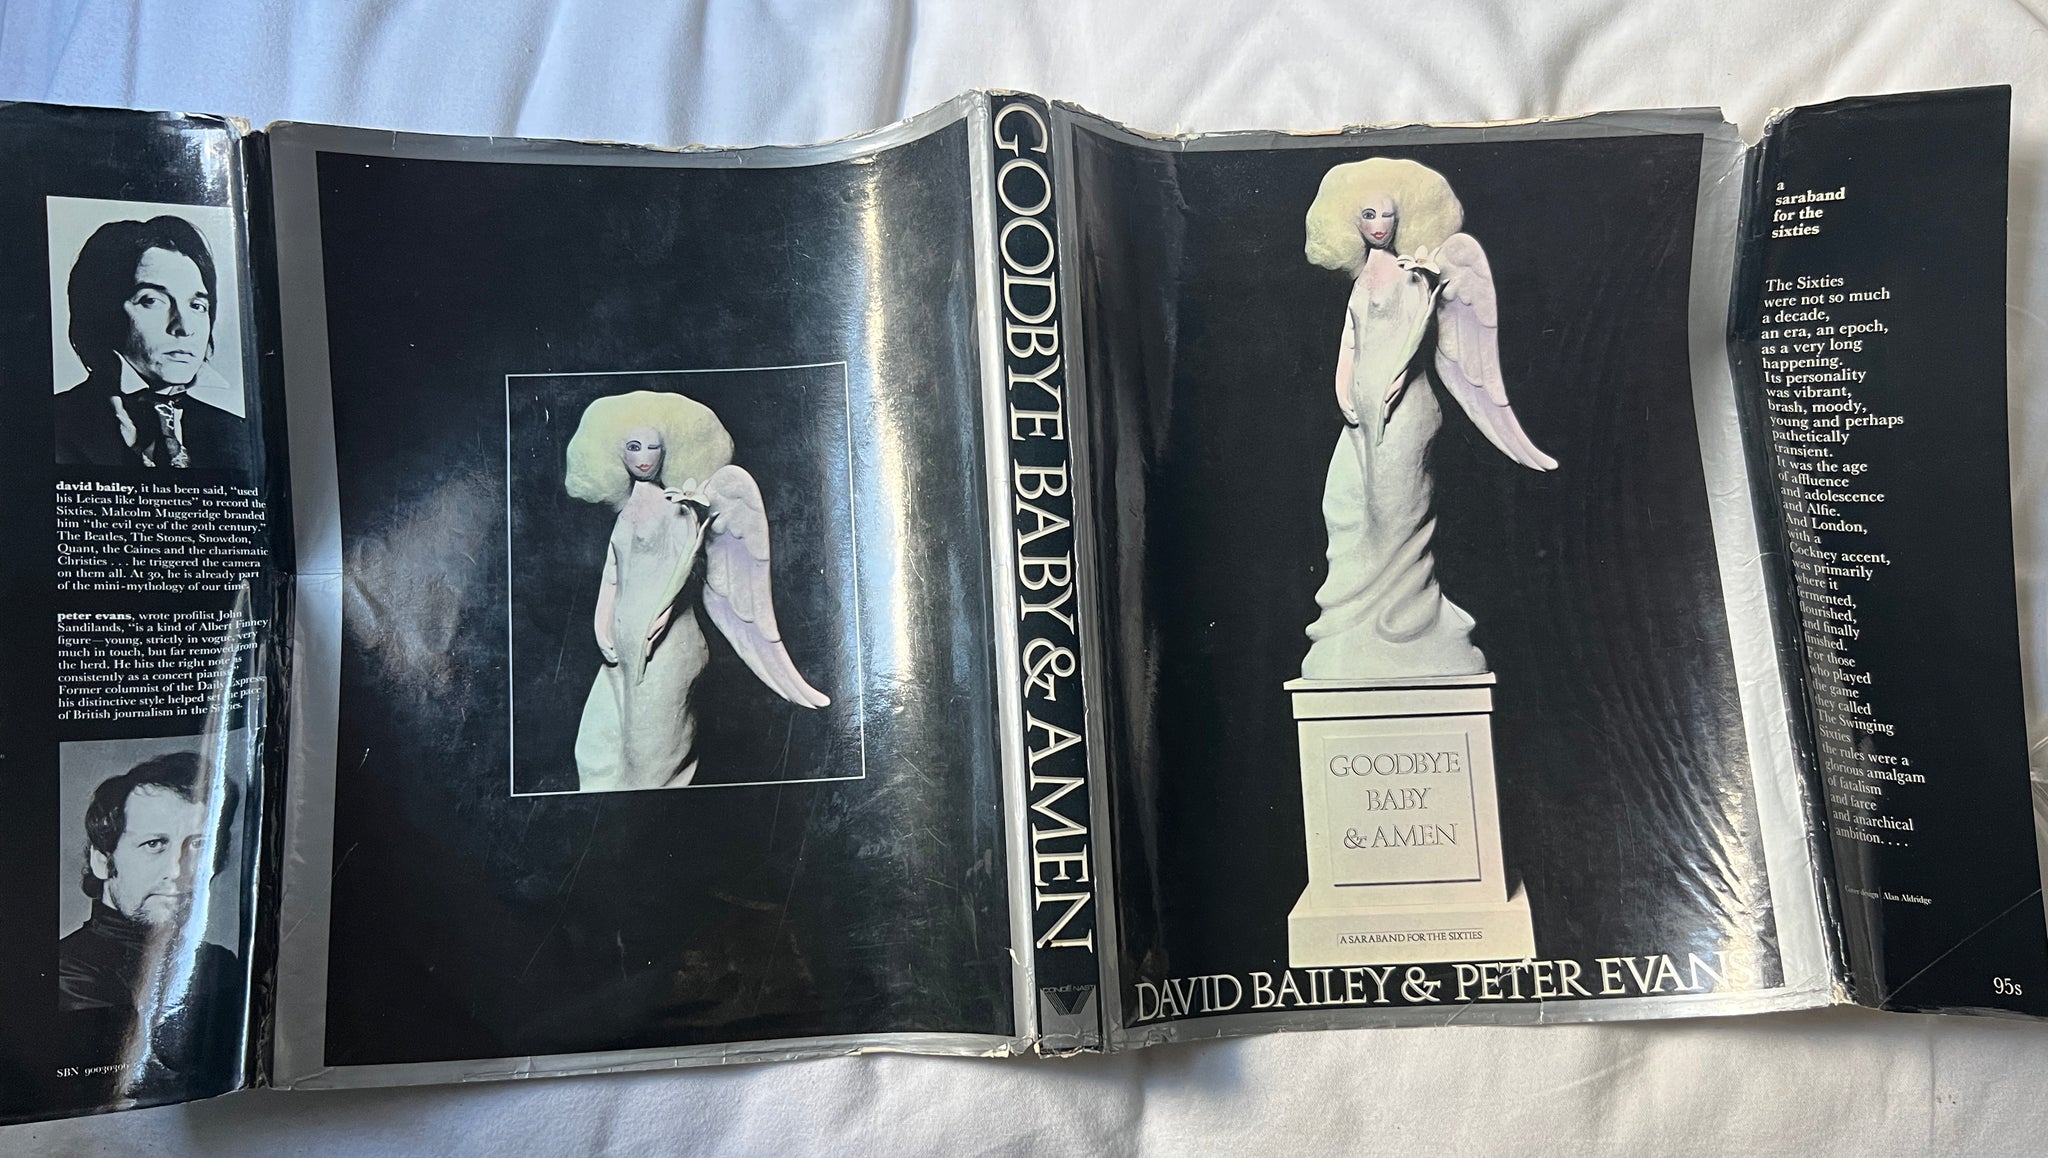 david bailey, it has been said, "used
his Leicas like lorgnettes" to record the
Sixties. Malcolm Muggeridge branded
him "the evil eye of the 20th century."
The Beatles, The Stones, Snowdon,
Quant, the Caines and the charismatic
Christies . . . he triggered the camera
on them all. At 30, he is already part
of the mini-mythology of our time.
peter evans, wrote profilist John
Sandilands, "is a kind of Albert Finney
figure—young, strictly in vogue, very
much in touch, but far removed from
the herd. He hits the right note as
consistently as a concert pianist."
Former columnist of the Daily Express,
his distinctive style helped set the pace
of British journalism in the Sixties.
SBN 90030306
GOODBYE BABY & AMEN
CONDÉ NAST
GOODBYE
BABY
& AMEN
A SARABAND FOR THE SIXTIES
DAVID BAILEY & PETER EVANS
a
saraband
for the
sixties
The Sixties
were not so much
a decade,
an era, an epoch,
as a very long
happening.
Its personality
was vibrant,
brash, moody,
young and perhaps
pathetically
transient.
It was the age
of affluence
and adolescence
and Alfie.
And London,
with a
Cockney accent,
was primarily
where it
fermented,
flourished,
and finally
finished.
For those
who played
the game
they called
The Swinging
Sixties
the rules were a
glorious amalgam
of fatalism
and farce
and anarchical
ambition. . . .
Cover design Alan Aldridge
95s